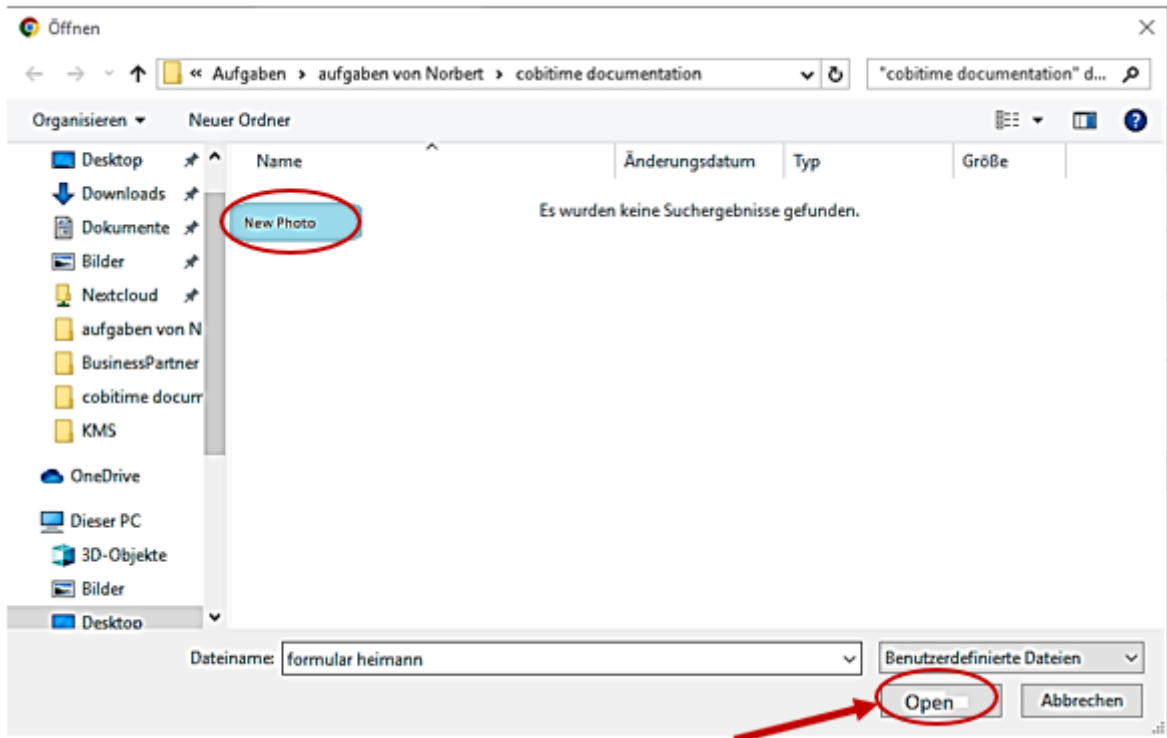 Öffnen
« Aufgaben › aufgaben von Norbert › cobitime documentation
"cobitime documentation" d...
Organisieren
Neuer Ordner
Name
Änderungsdatum
Typ
Größe
Desktop
Downloads
Dokumente
Bilder
Nextcloud
aufgaben von N
BusinessPartner
cobitime docum
KMS
OneDrive
Dieser PC
3D-Objekte
Bilder
Desktop
New Photo
Es wurden keine Suchergebnisse gefunden.
Dateiname: formular heimann
Benutzerdefinierte Dateien
Open
Abbrechen